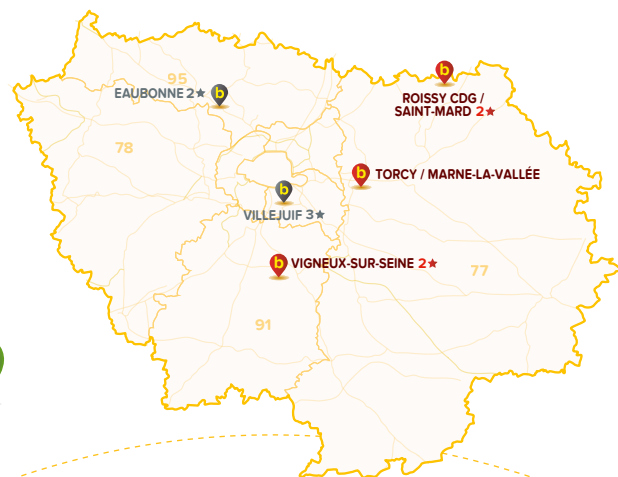 95
b
EAUBONNE 2★
b
ROISSY CDG /
SAINT-MARD 2★
78
b
TORCY / MARNE-LA-VALLÉE
b
VILLEJUIF 3★
b
VIGNEUX-SUR-SEINE 2★
77
91